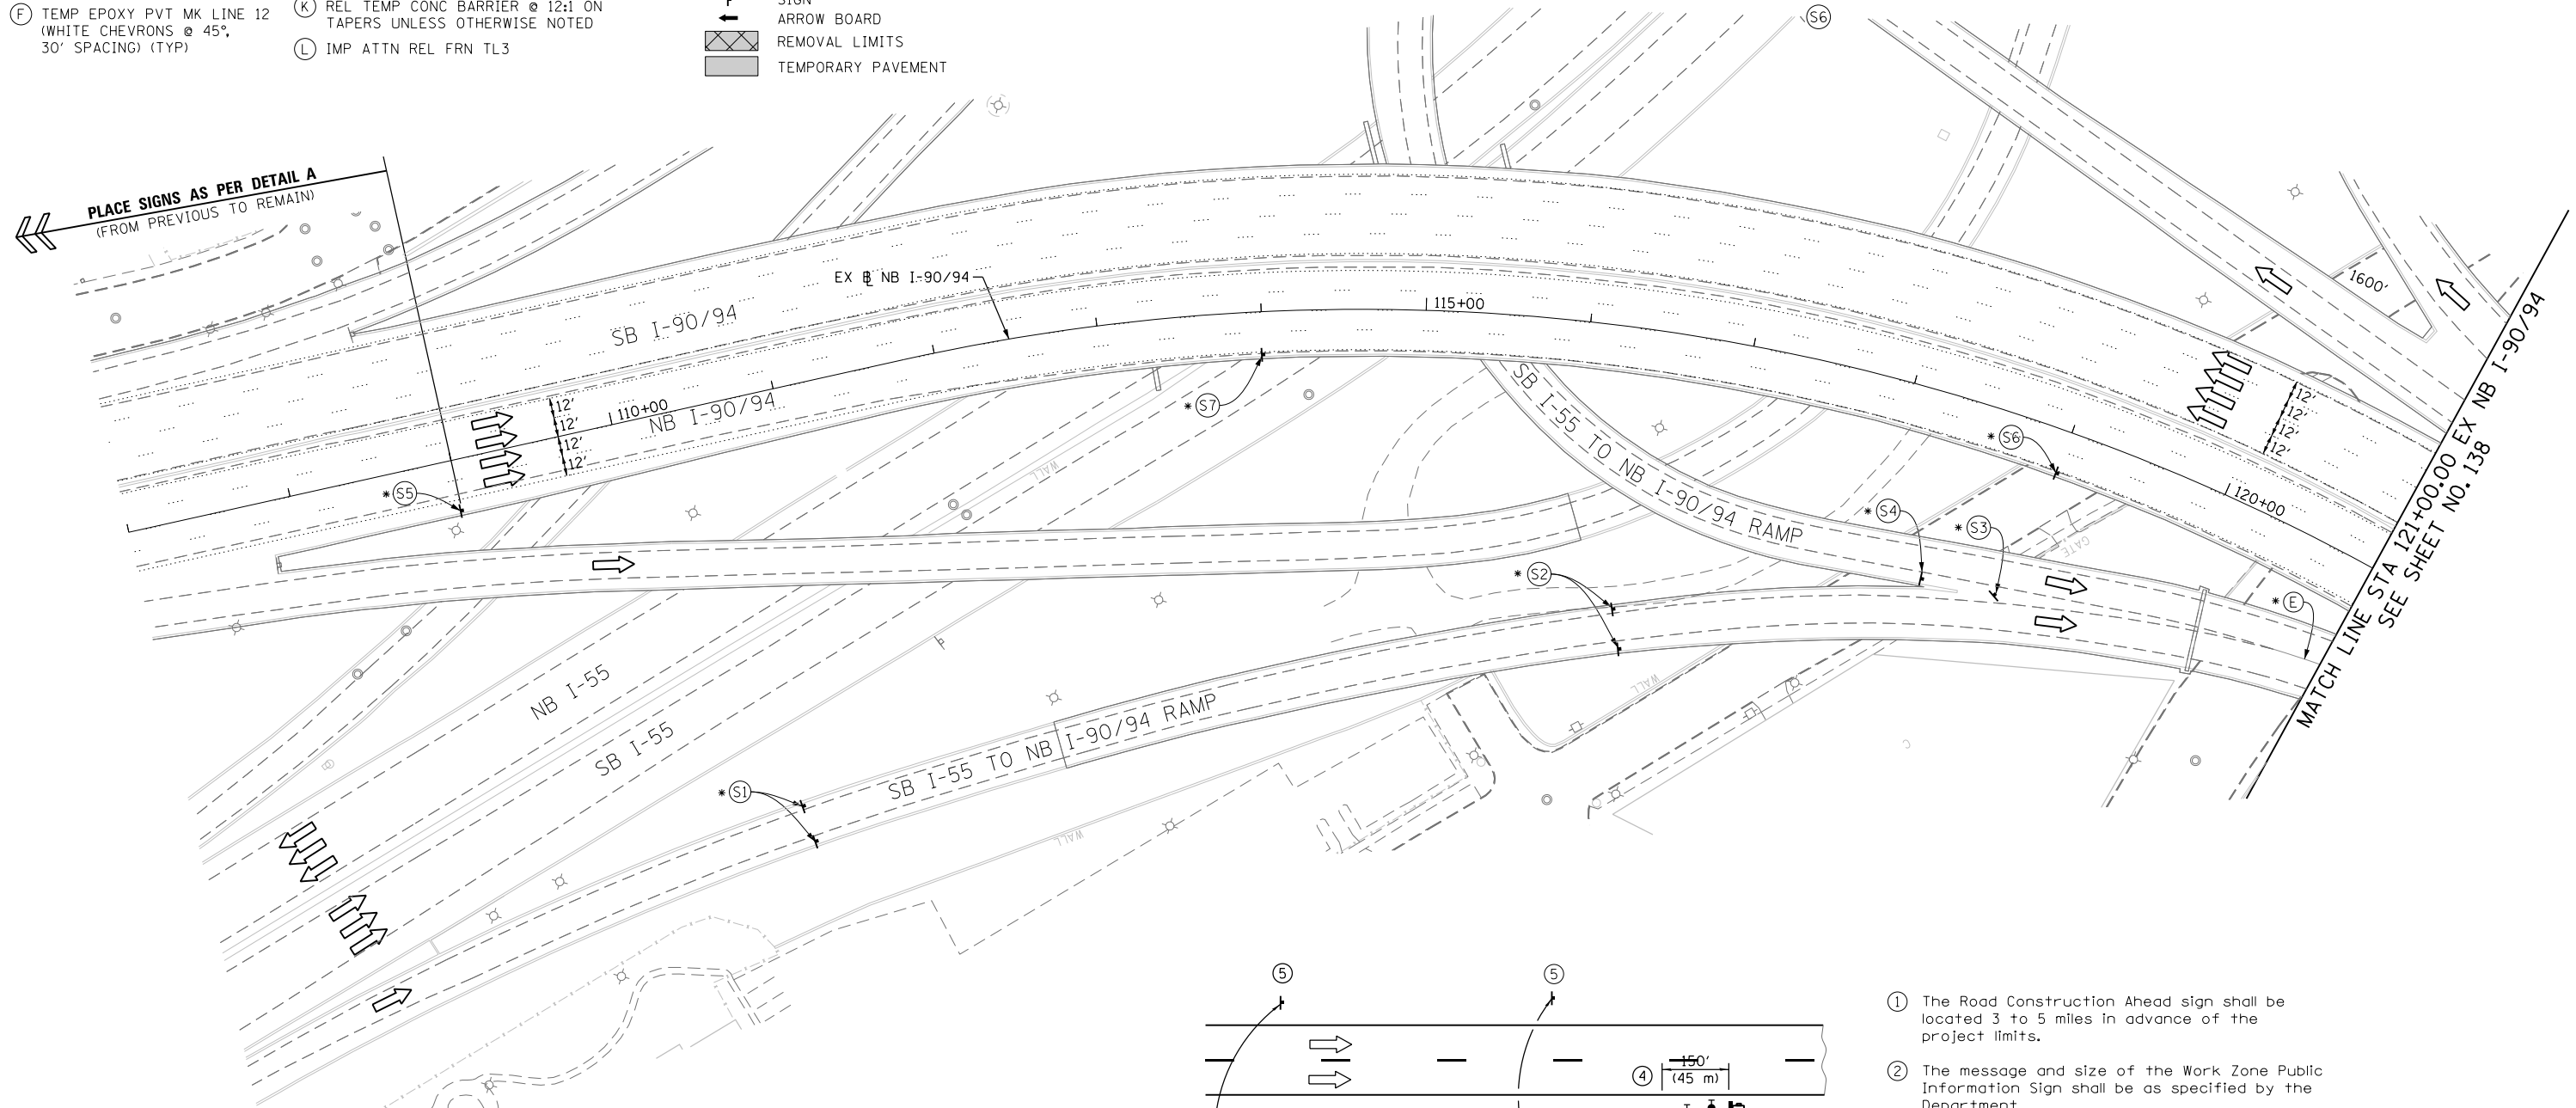 F TEMP EPOXY PVT MK LINE 12
(WHITE CHEVRONS @ 45°,
30' SPACING) (TYP)
K REL TEMP CONC BARRIER @ 12:1 ON
TAPERS UNLESS OTHERWISE NOTED
L IMP ATTN REL FRN TL3
SIGN
ARROW BOARD
REMOVAL LIMITS
TEMPORARY PAVEMENT
S6
PLACE SIGNS AS PER DETAIL A
(FROM PREVIOUS TO REMAIN)
EX ℄ NB I-90/94
SB I-90/94
115+00
1600'
12'
12'
12'
12'
110+00
NB I-90/94
* S7
SB I-55 TO NB I-90/94 RAMP
* S6
12'
12'
12'
12'
120+00
* S5
WALL
* S4
* S3
GATE
* S2
* E
MATCH LINE STA 121+00.00 EX NB I-90/94
SEE SHEET NO. 138
NB I-55
SB I-55
WALL
SB I-55 TO NB I-90/94 RAMP
* S1
WALL
C
5
5
150'
(45 m)
4
1 The Road Construction Ahead sign shall be
located 3 to 5 miles in advance of the
project limits.
2 The message and size of the Work Zone Public
Information Sign shall be as specified by the
Department